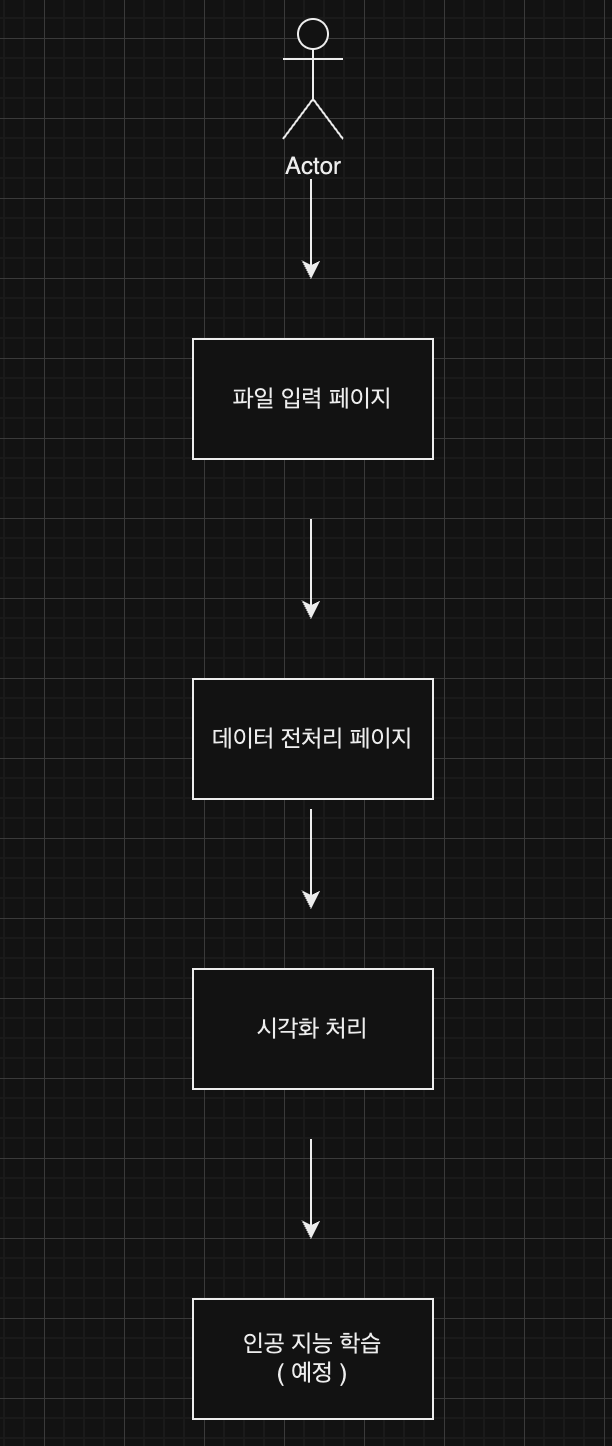 Actor
파일 입력 페이지
데이터 전처리 페이지
시각화 처리
인공 지능 학습
( 예정 )